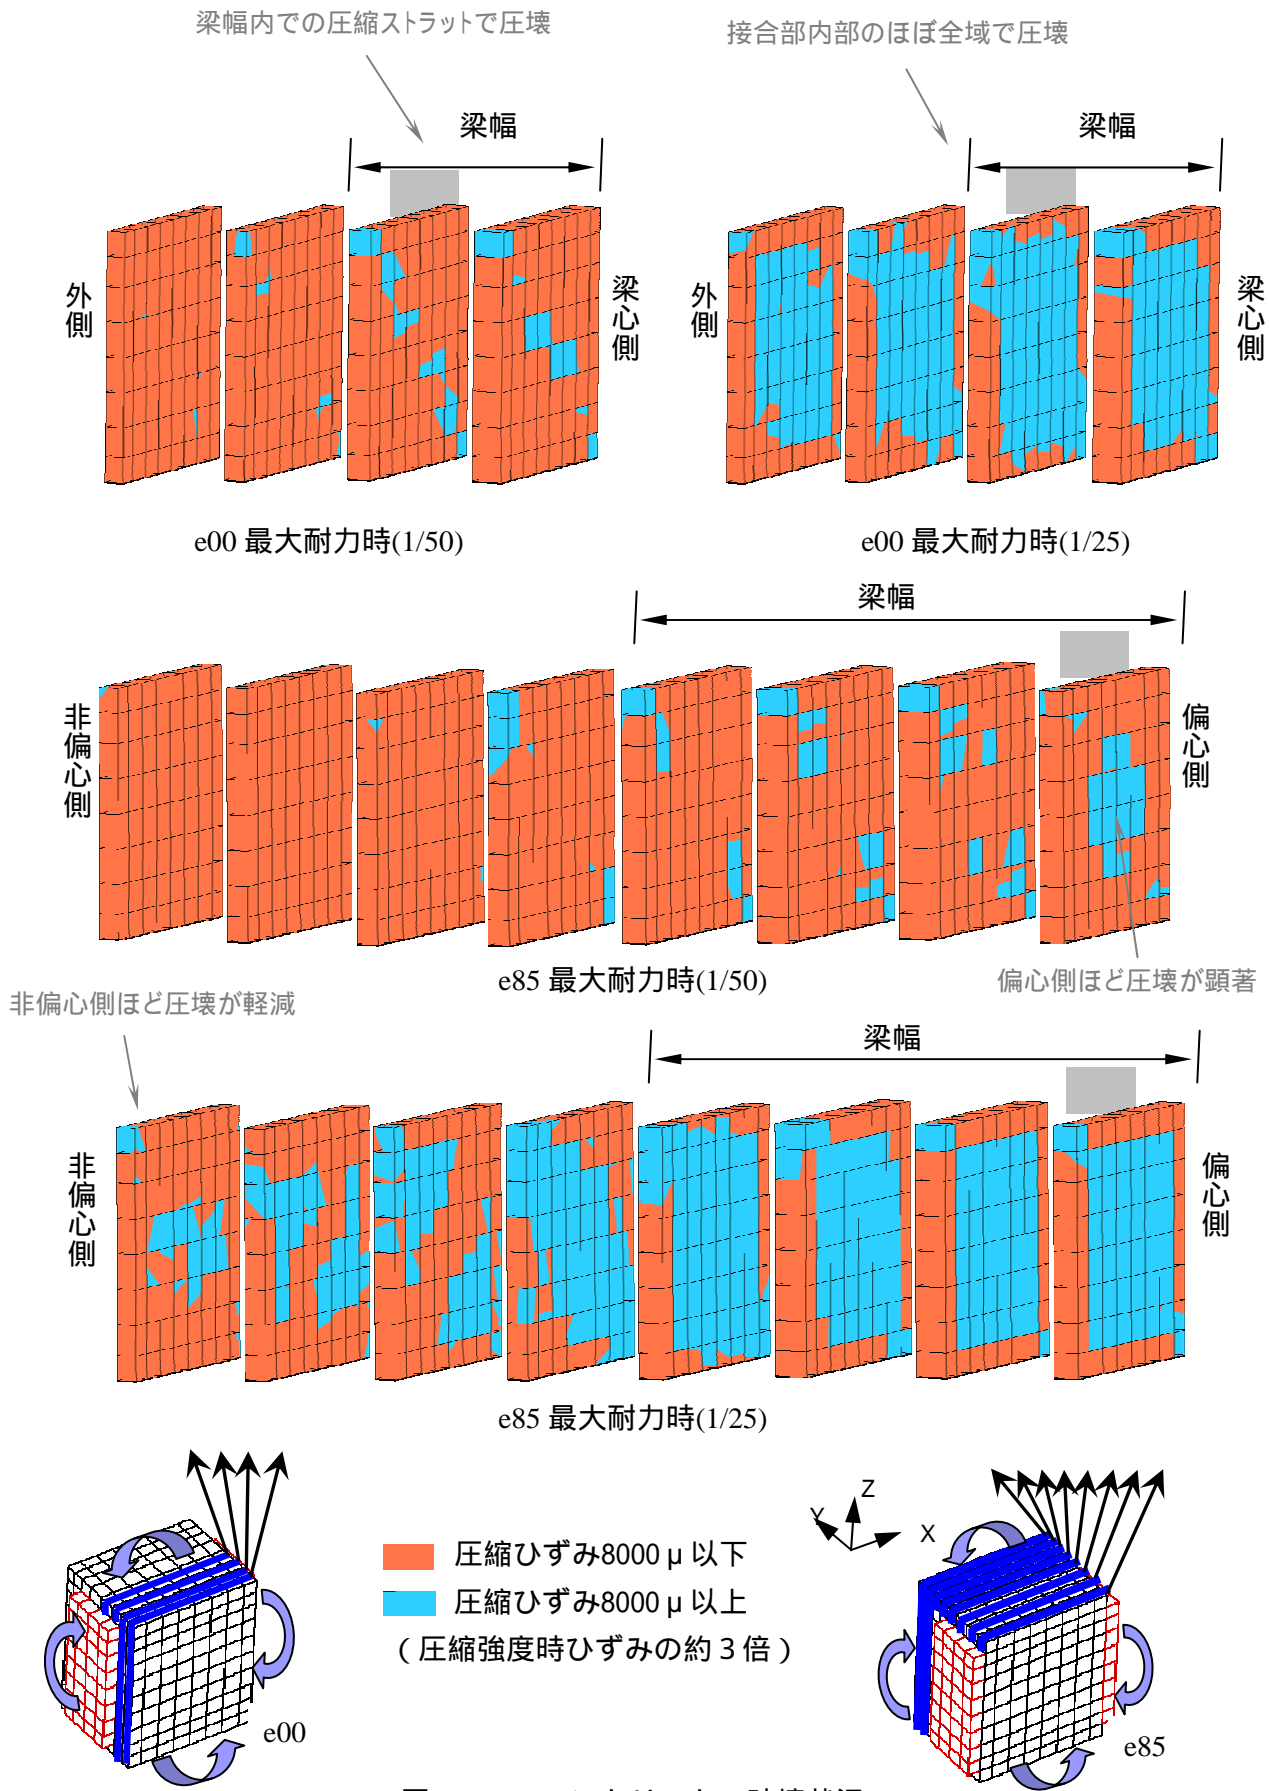 梁幅内での圧縮ストラットで圧壊
接合部内部のほぼ全域で圧壊
梁幅
梁幅
外側
梁心側
外側
梁心側
e00 最大耐力時(1/50)
e00 最大耐力時(1/25)
梁幅
非偏心側
偏心側
e85 最大耐力時(1/50)
偏心側ほど圧壊が顕著
非偏心側ほど圧壊が軽減
梁幅
非偏心側
偏心側
e85 最大耐力時(1/25)
Z
Y
X
圧縮ひずみ8000μ以下
圧縮ひずみ8000μ以上
(圧縮強度時ひずみの約3倍)
e00
e85